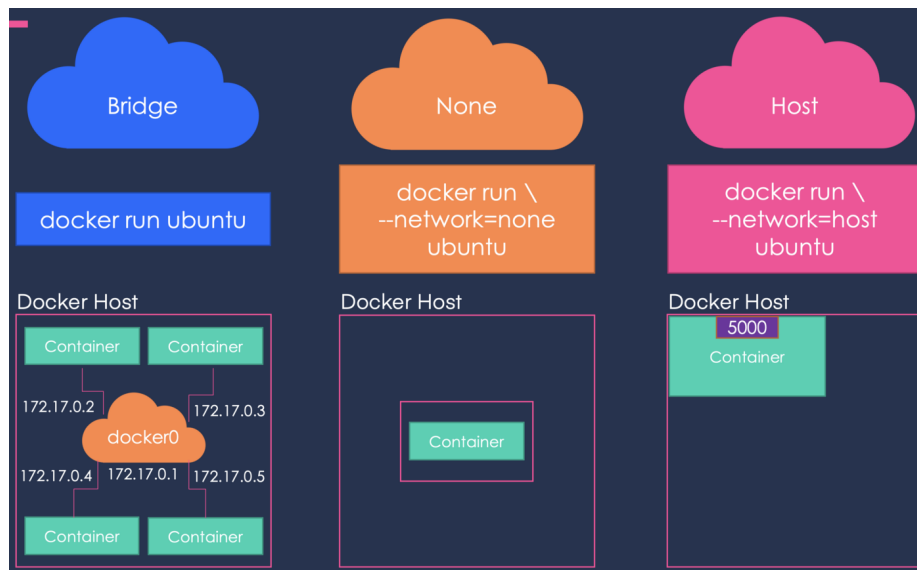 Bridge
None
Host
docker run ubuntu
docker run \
--network=none
ubuntu
docker run \
--network=host
ubuntu
Docker Host
Container
Container
172.17.0.2
172.17.0.3
docker0
172.17.0.4
172.17.0.1
172.17.0.5
Container
Container
Docker Host
Container
Docker Host
5000
Container